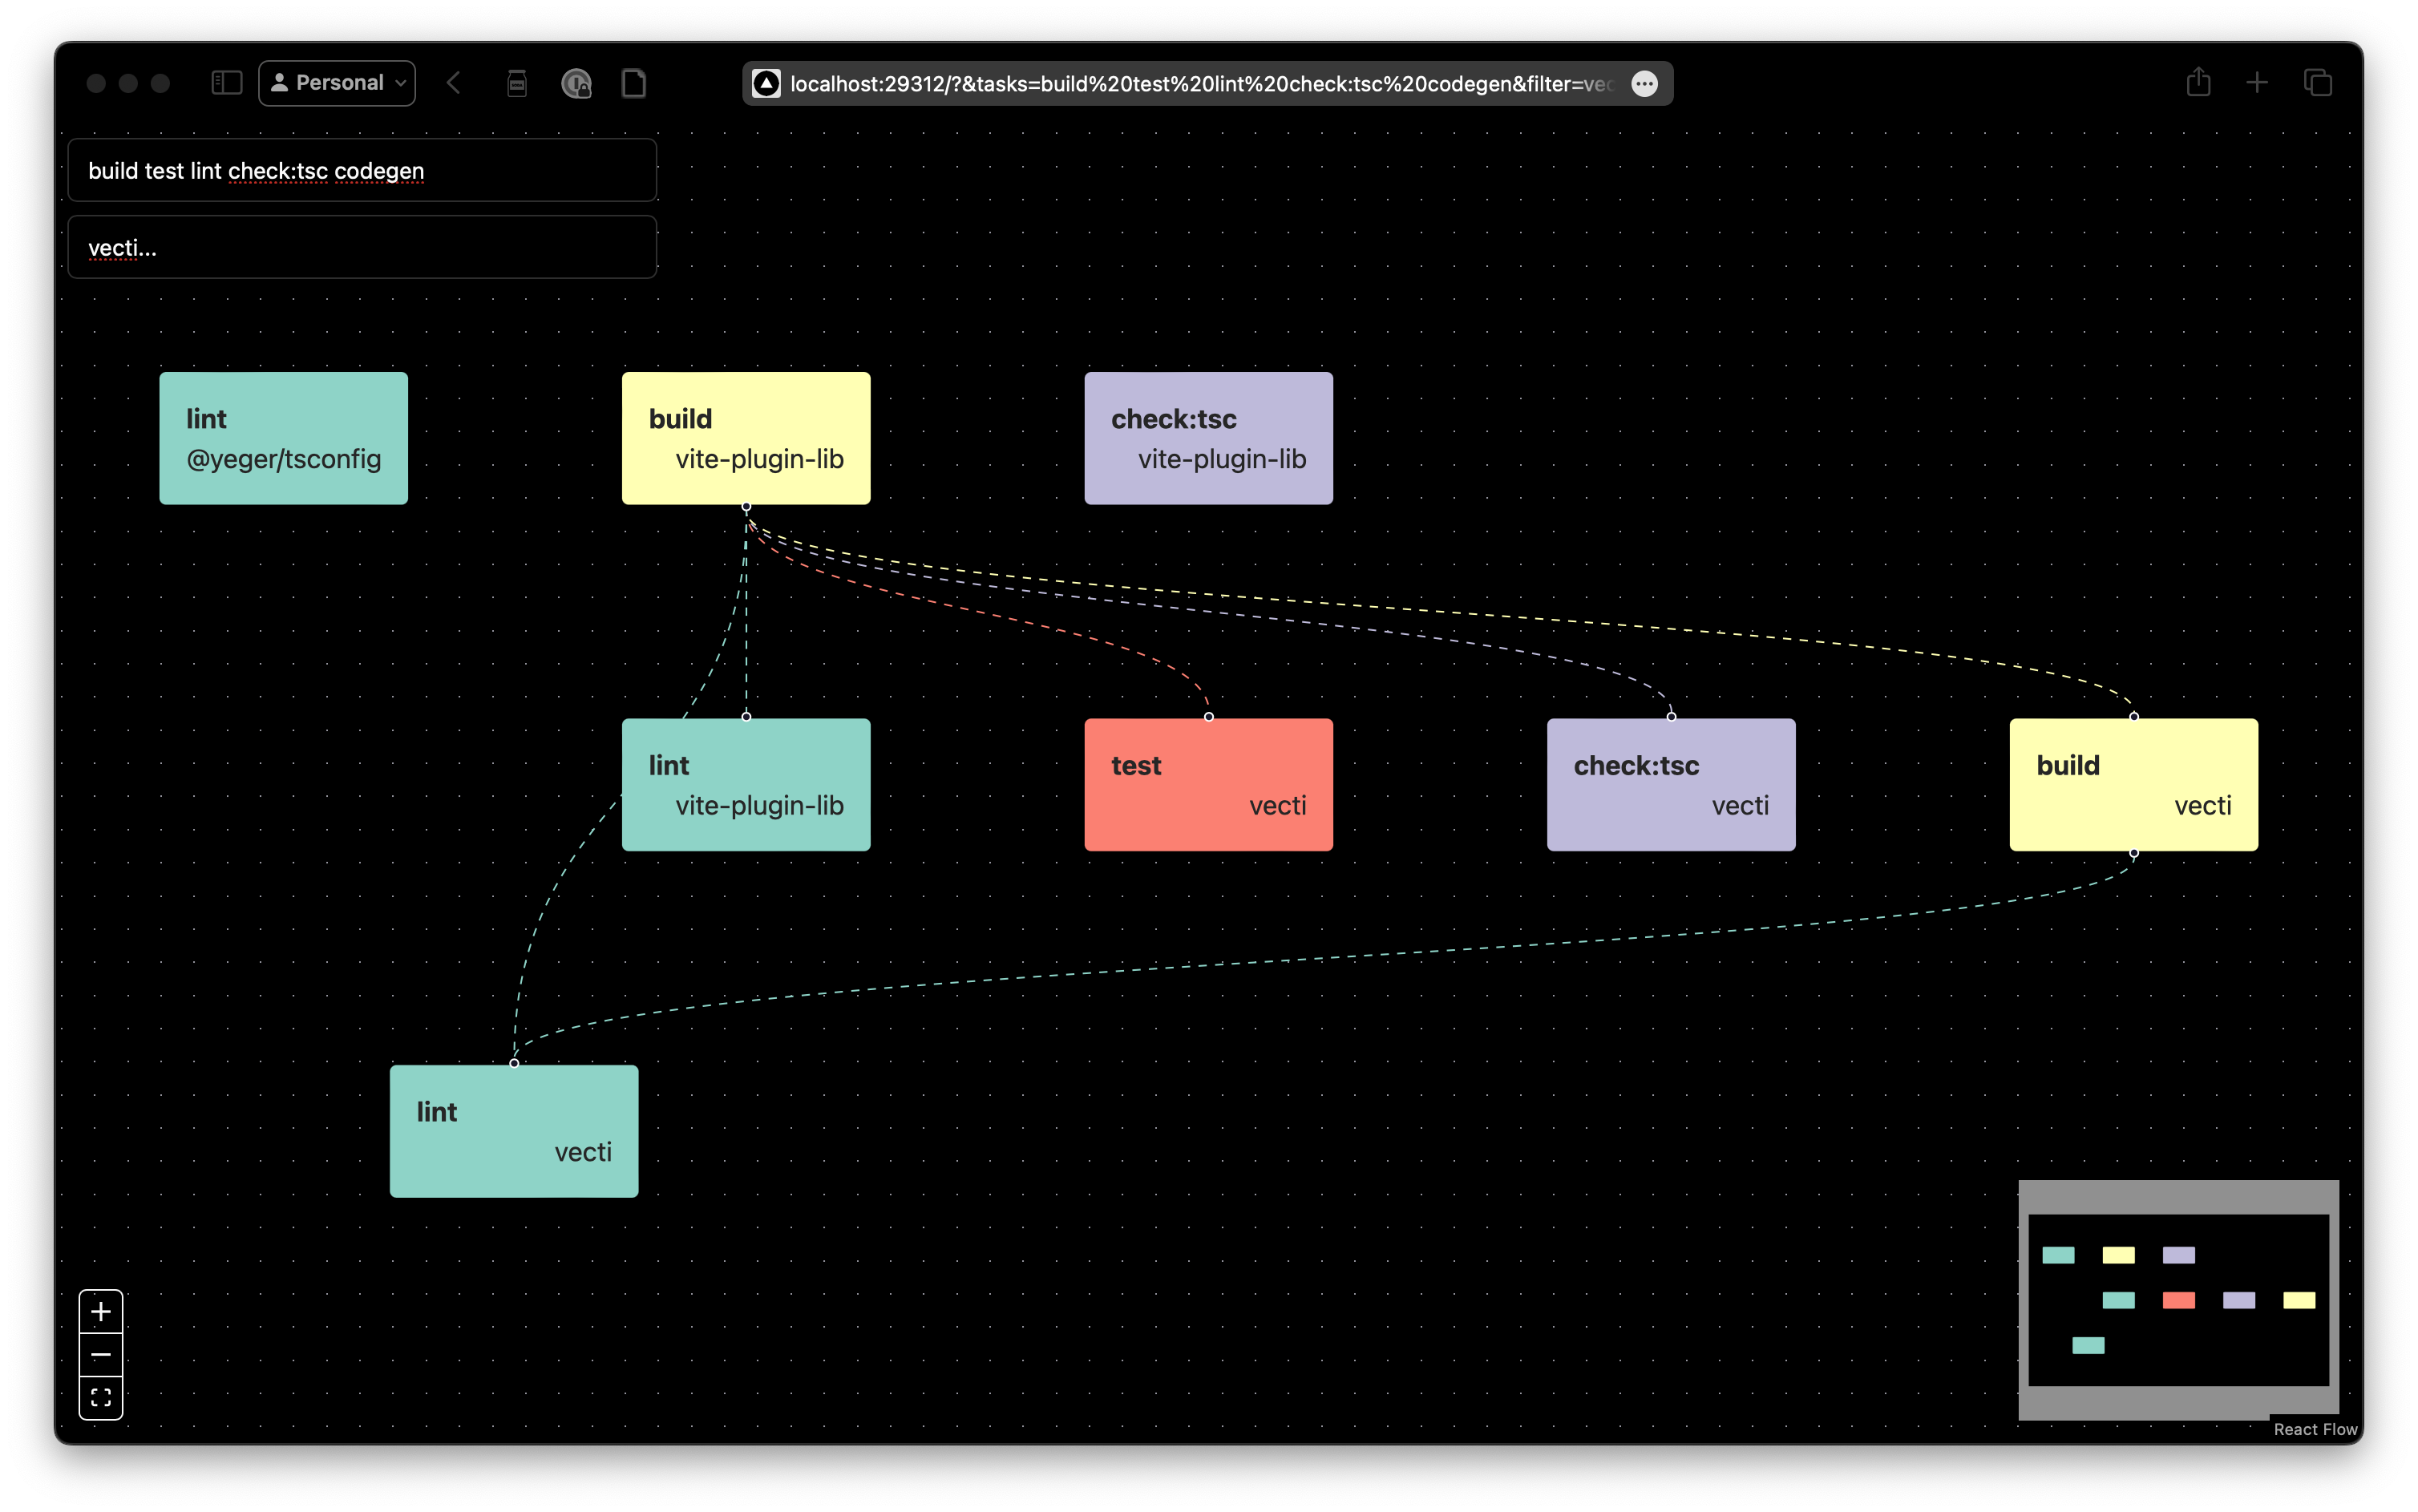 Personal
localhost:29312/?&tasks=build%20test%20lint%20check:tsc%20codegen&filter=vec
build test lint check:tsc codegen
vecti...
lint
@yeger/tsconfig
build
vite-plugin-lib
check:tsc
vite-plugin-lib
lint
vite-plugin-lib
test
vecti
check:tsc
vecti
build
vecti
lint
vecti
React Flow